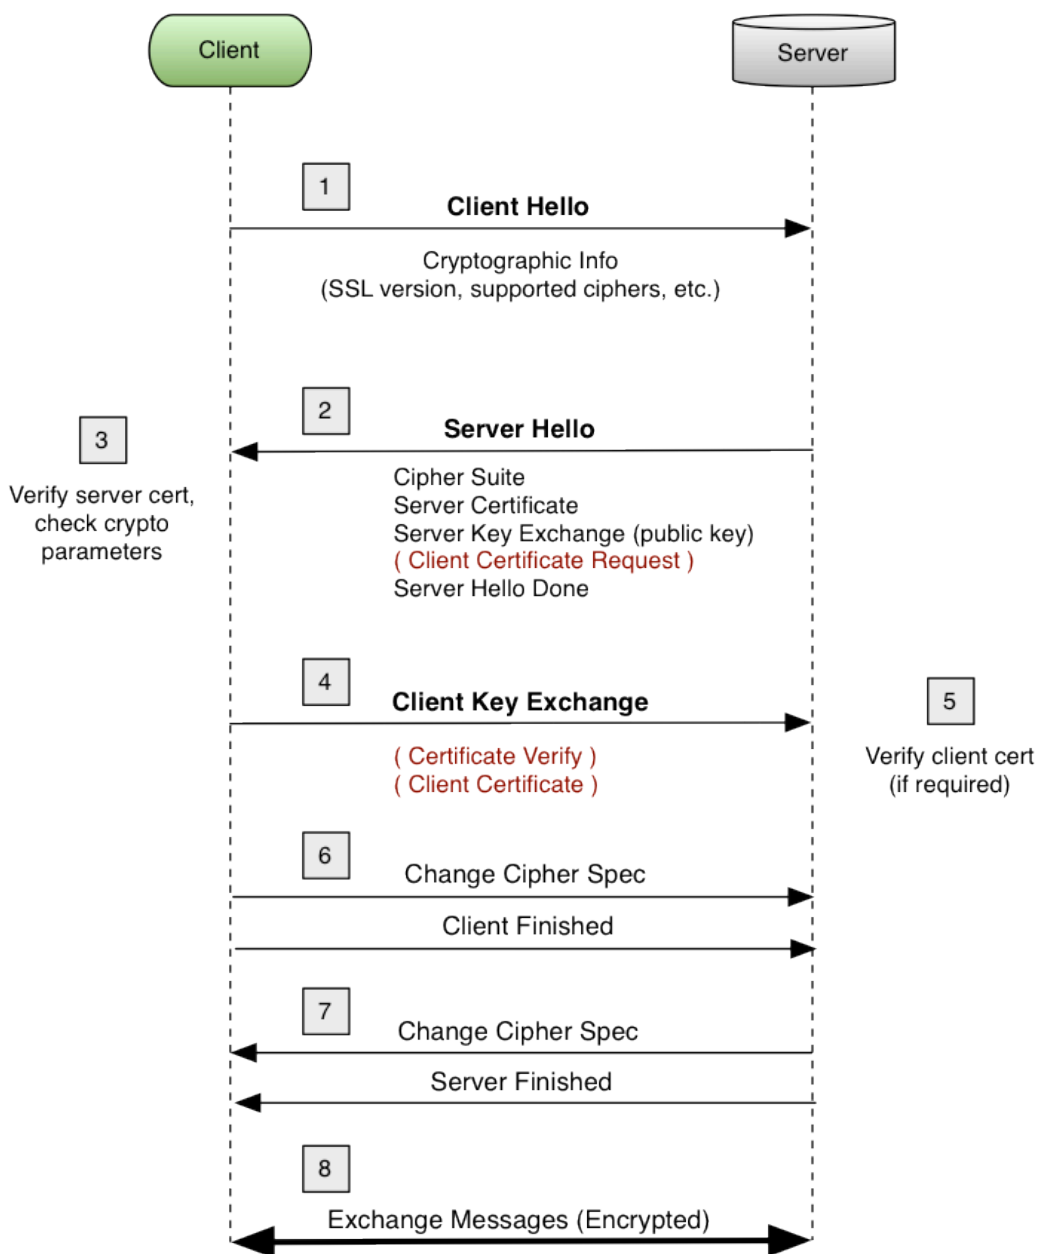 Client
Server
1
Client Hello
Cryptographic Info
(SSL version, supported ciphers, etc.)
2
Server Hello
3
Verify server cert,
check crypto
parameters
Cipher Suite
Server Certificate
Server Key Exchange (public key)
( Client Certificate Request )
Server Hello Done
4
Client Key Exchange
( Certificate Verify )
( Client Certificate )
5
Verify client cert
(if required)
6
Change Cipher Spec
Client Finished
7
Change Cipher Spec
Server Finished
8
Exchange Messages (Encrypted)